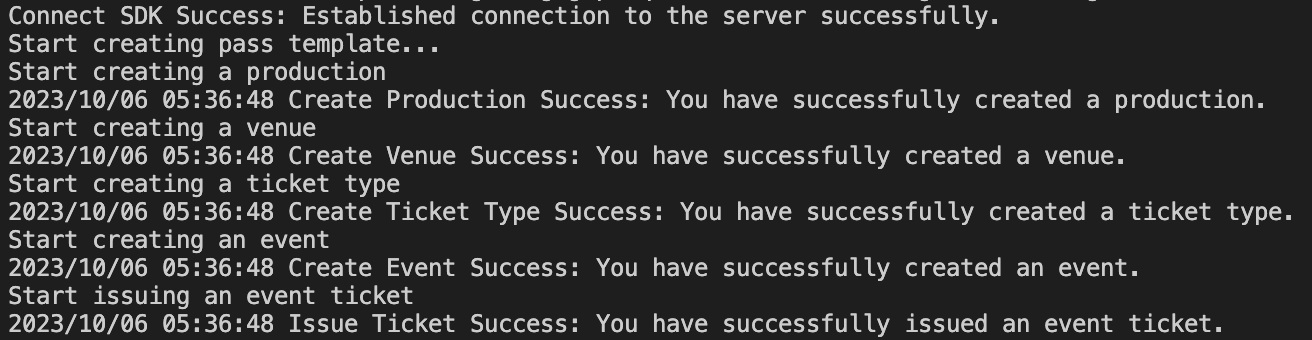 Connect SDK Success: Established connection to the server successfully.
Start creating pass template...
Start creating a production
2023/10/06 05:36:48 Create Production Success: You have successfully created a production.
Start creating a venue
2023/10/06 05:36:48 Create Venue Success: You have successfully created a venue.
Start creating a ticket type
2023/10/06 05:36:48 Create Ticket Type Success: You have successfully created a ticket type.
Start creating an event
2023/10/06 05:36:48 Create Event Success: You have successfully created an event.
Start issuing an event ticket
2023/10/06 05:36:48 Issue Ticket Success: You have successfully issued an event ticket.